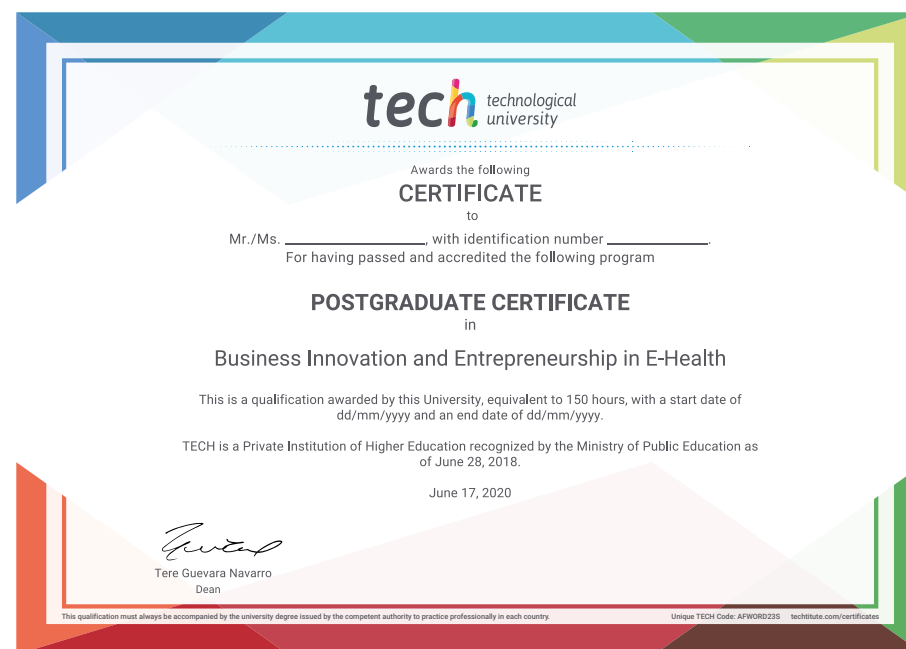 tech technological
university
Awards the following
CERTIFICATE
to
Mr./Ms. ____________, with identification number ____________.
For having passed and accredited the following program
POSTGRADUATE CERTIFICATE
in
Business Innovation and Entrepreneurship in E-Health
This is a qualification awarded by this University, equivalent to 150 hours, with a start date of
dd/mm/yyyy and an end date of dd/mm/yyyy.
TECH is a Private Institution of Higher Education recognized by the Ministry of Public Education as
of June 28, 2018.
June 17, 2020
Tere Guevara Navarro
Dean
This qualification must always be accompanied by the university degree issued by the competent authority to practice professionally in each country.
Unique TECH Code: AFWORD23S techtitute.com/certificates